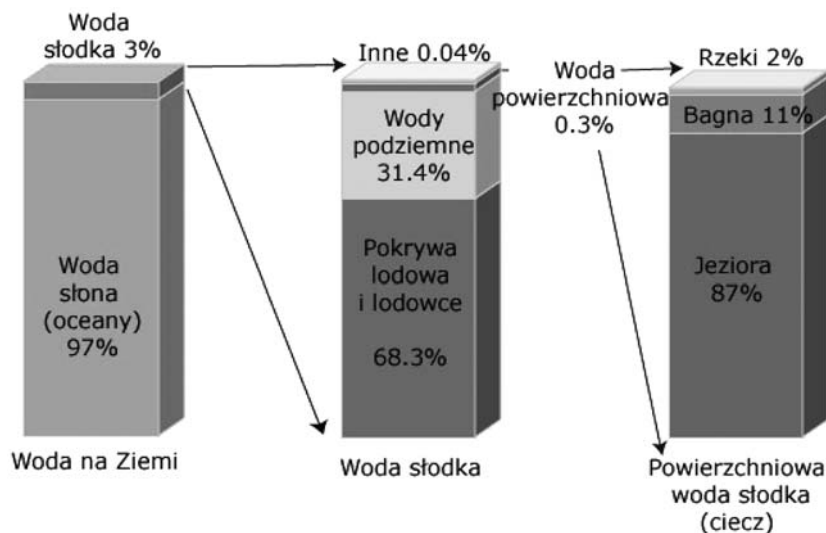 Woda
słodka 3%
Woda
słona
(oceany)
97%
Woda na Ziemi
Inne 0.04%
Wody
podziemne
31.4%
Pokrywa
lodowa
i lodowce
68.3%
Woda słodka
Woda
powierzchniowa
0.3%
Rzeki 2%
Bagna 11%
Jeziora
87%
Powierzchniowa
woda słodka
(ciecz)